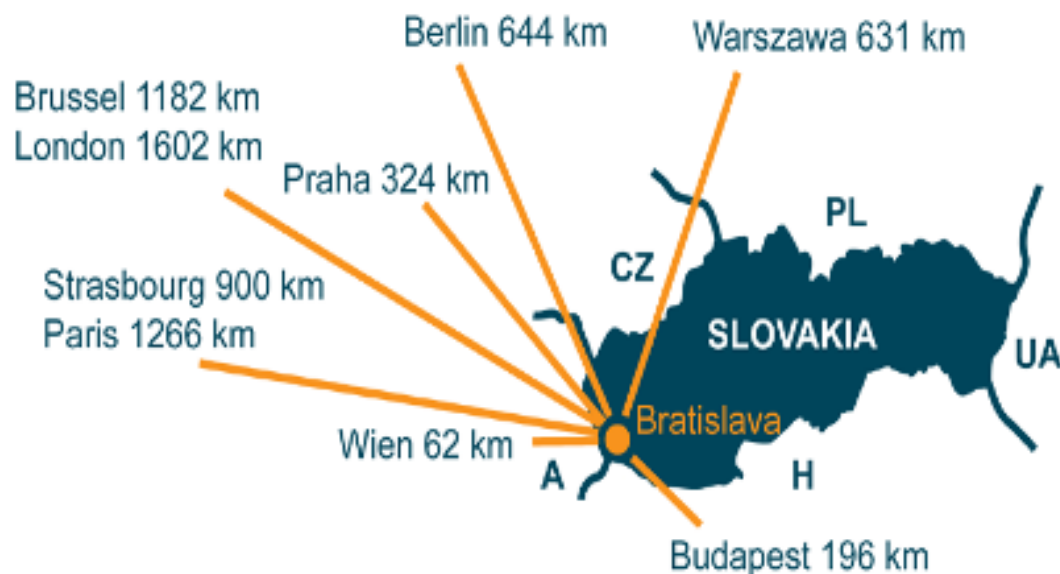 Berlin 644 km
Warszawa 631 km
Brussel 1182 km
London 1602 km
Praha 324 km
PL
CZ
Strasbourg 900 km
Paris 1266 km
SLOVAKIA
UA
Bratislava
Wien 62 km
A
H
Budapest 196 km